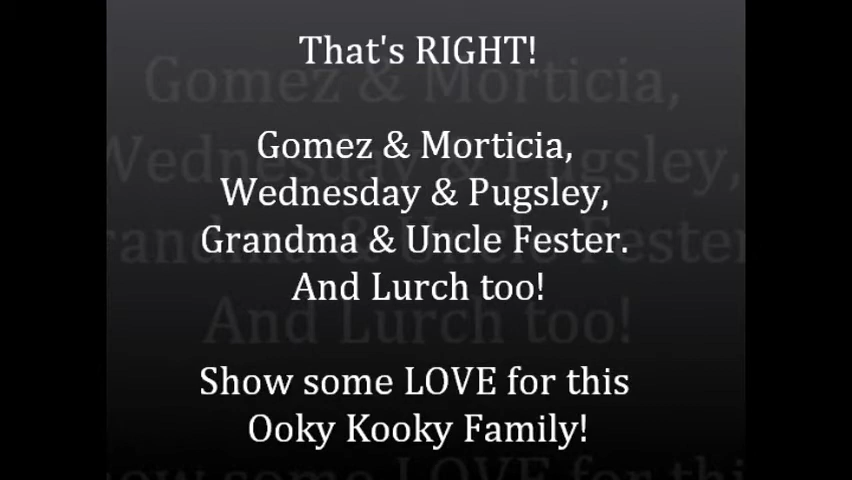 That's RIGHT!
Gomez & Morticia,
Wednesday & Pugsley,
Grandma & Uncle Fester.
And Lurch too!
Show some LOVE for this
Ooky Kooky Family!